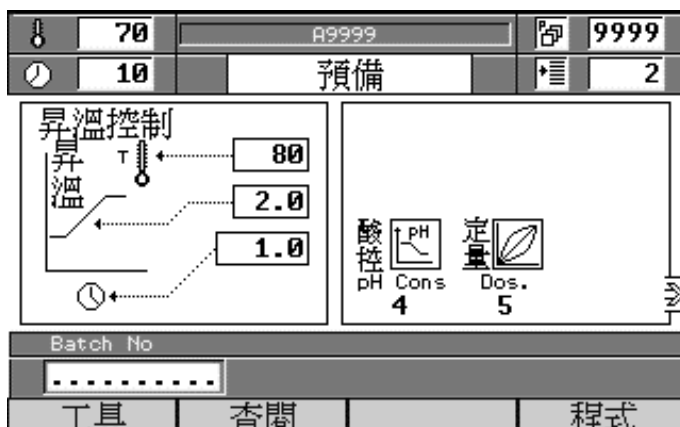 70 A9999 9999
10 預備 2
昇溫控制
昇溫 T 80
2.0
1.0
酸控 pH 定量
pH Cons Dos.
4 5
Batch No
..........
工具 查閱 程式